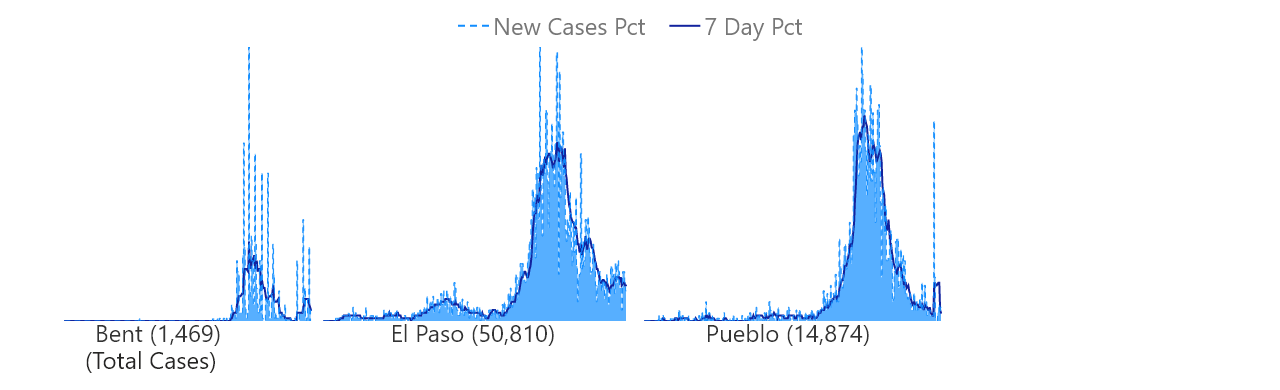 New Cases Pct 7 Day Pct
Bent (1,469) El Paso (50,810) Pueblo (14,874)
(Total Cases)